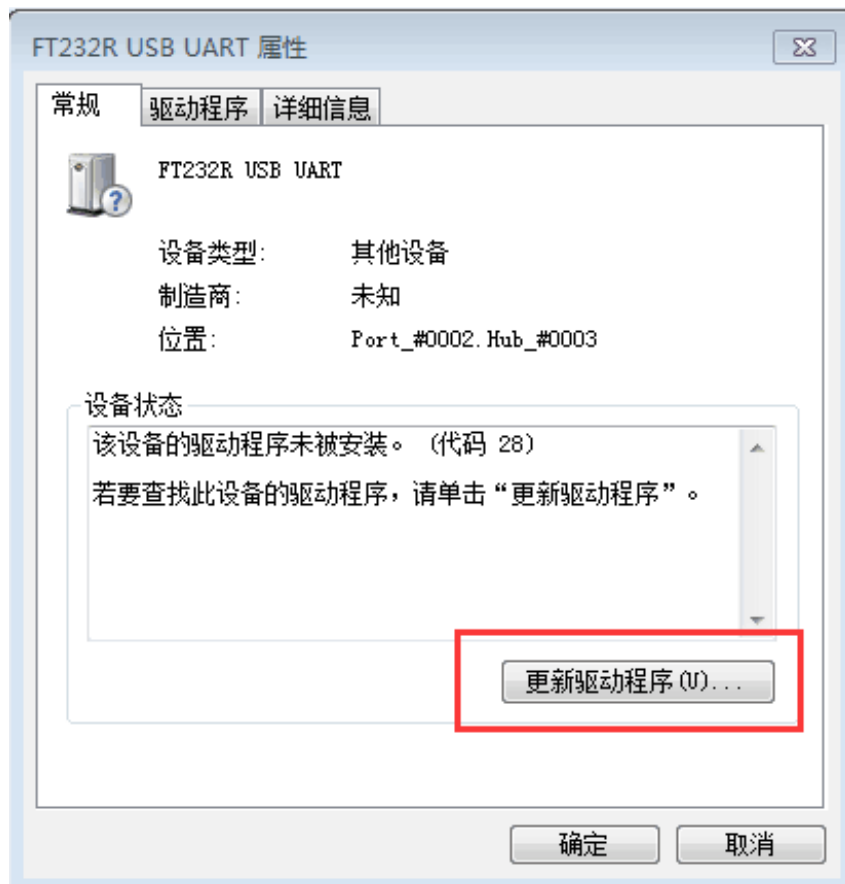 FT232R USB UART 属性
常规 驱动程序 详细信息
FT232R USB UART
设备类型: 其他设备
制造商: 未知
位置: Port_#0002.Hub_#0003
设备状态
该设备的驱动程序未被安装。 (代码 28)
若要查找此设备的驱动程序，请单击“更新驱动程序”。
更新驱动程序(U)...
确定 取消